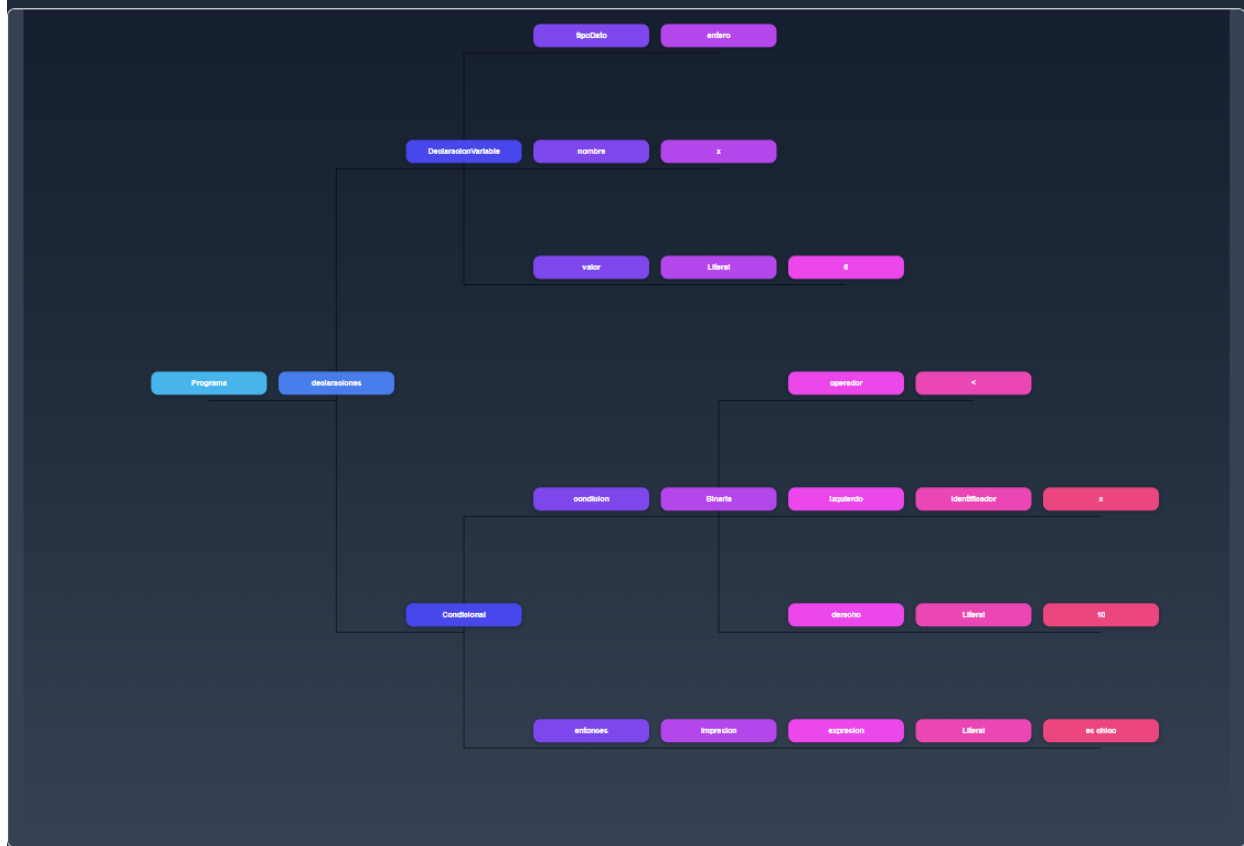 tipoDato entero
DeclaracionVariable nombre x
valor Literal 6
Programa declaraciones operador <
condicion Binaria izquierdo Identificador x
Condicional derecho Literal 10
entonces Impresion expresion Literal es chico